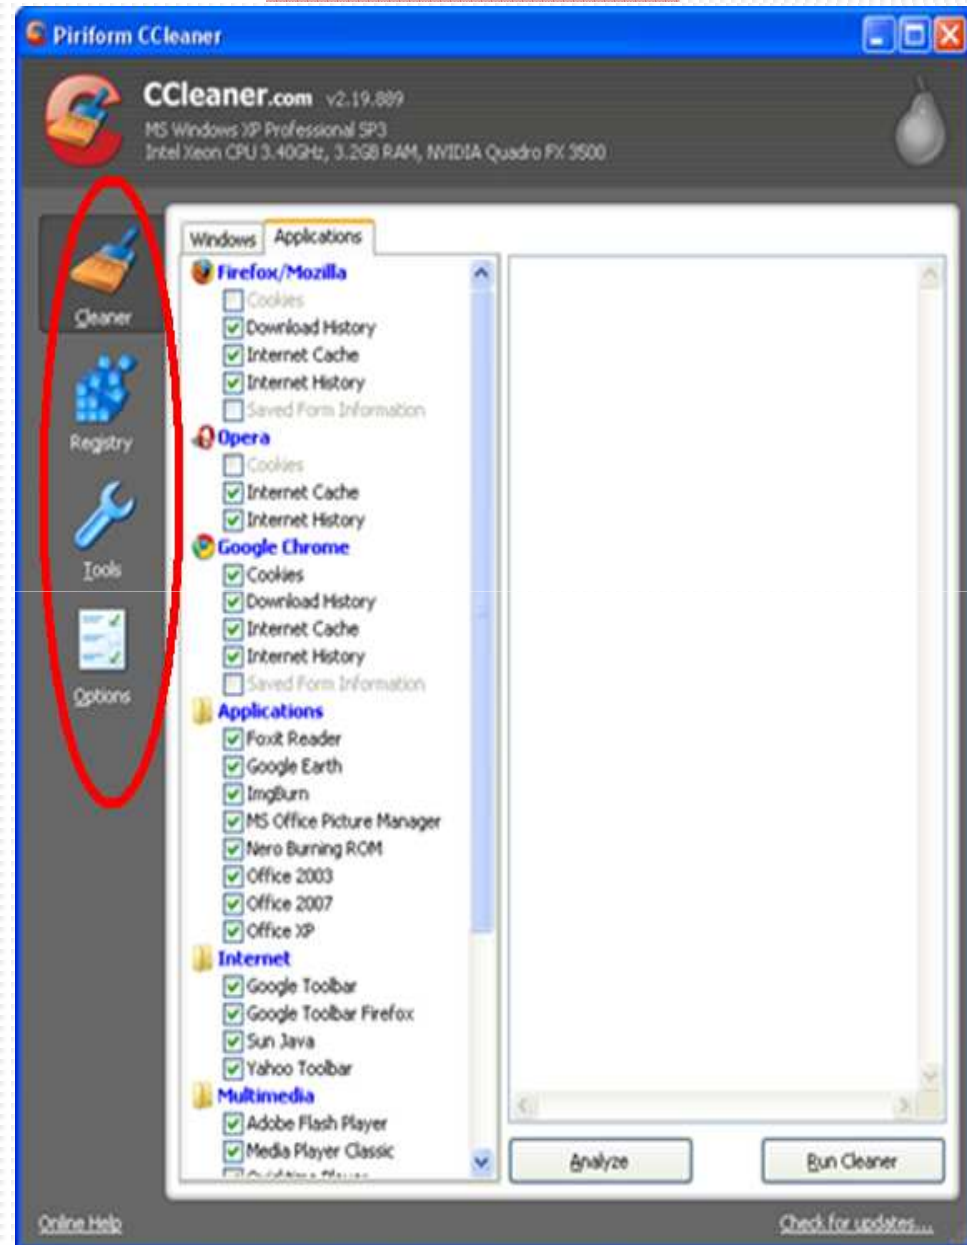 Piriform CCleaner
CCleaner.com v2.19.889
MS Windows XP Professional SP3
Intel Xeon CPU 3.40GHz, 3.2GB RAM, NVIDIA Quadro FX 3500
Cleaner
Registry
Tools
Options
Windows
Applications
Firefox/Mozilla
Cookies
Download History
Internet Cache
Internet History
Saved Form Information
Opera
Cookies
Internet Cache
Internet History
Google Chrome
Cookies
Download History
Internet Cache
Internet History
Saved Form Information
Applications
Foxit Reader
Google Earth
ImgBurn
MS Office Picture Manager
Nero Burning ROM
Office 2003
Office 2007
Office XP
Internet
Google Toolbar
Google Toolbar Firefox
Sun Java
Yahoo Toolbar
Multimedia
Adobe Flash Player
Media Player Classic
Analyze
Run Cleaner
Online Help
Check for updates...